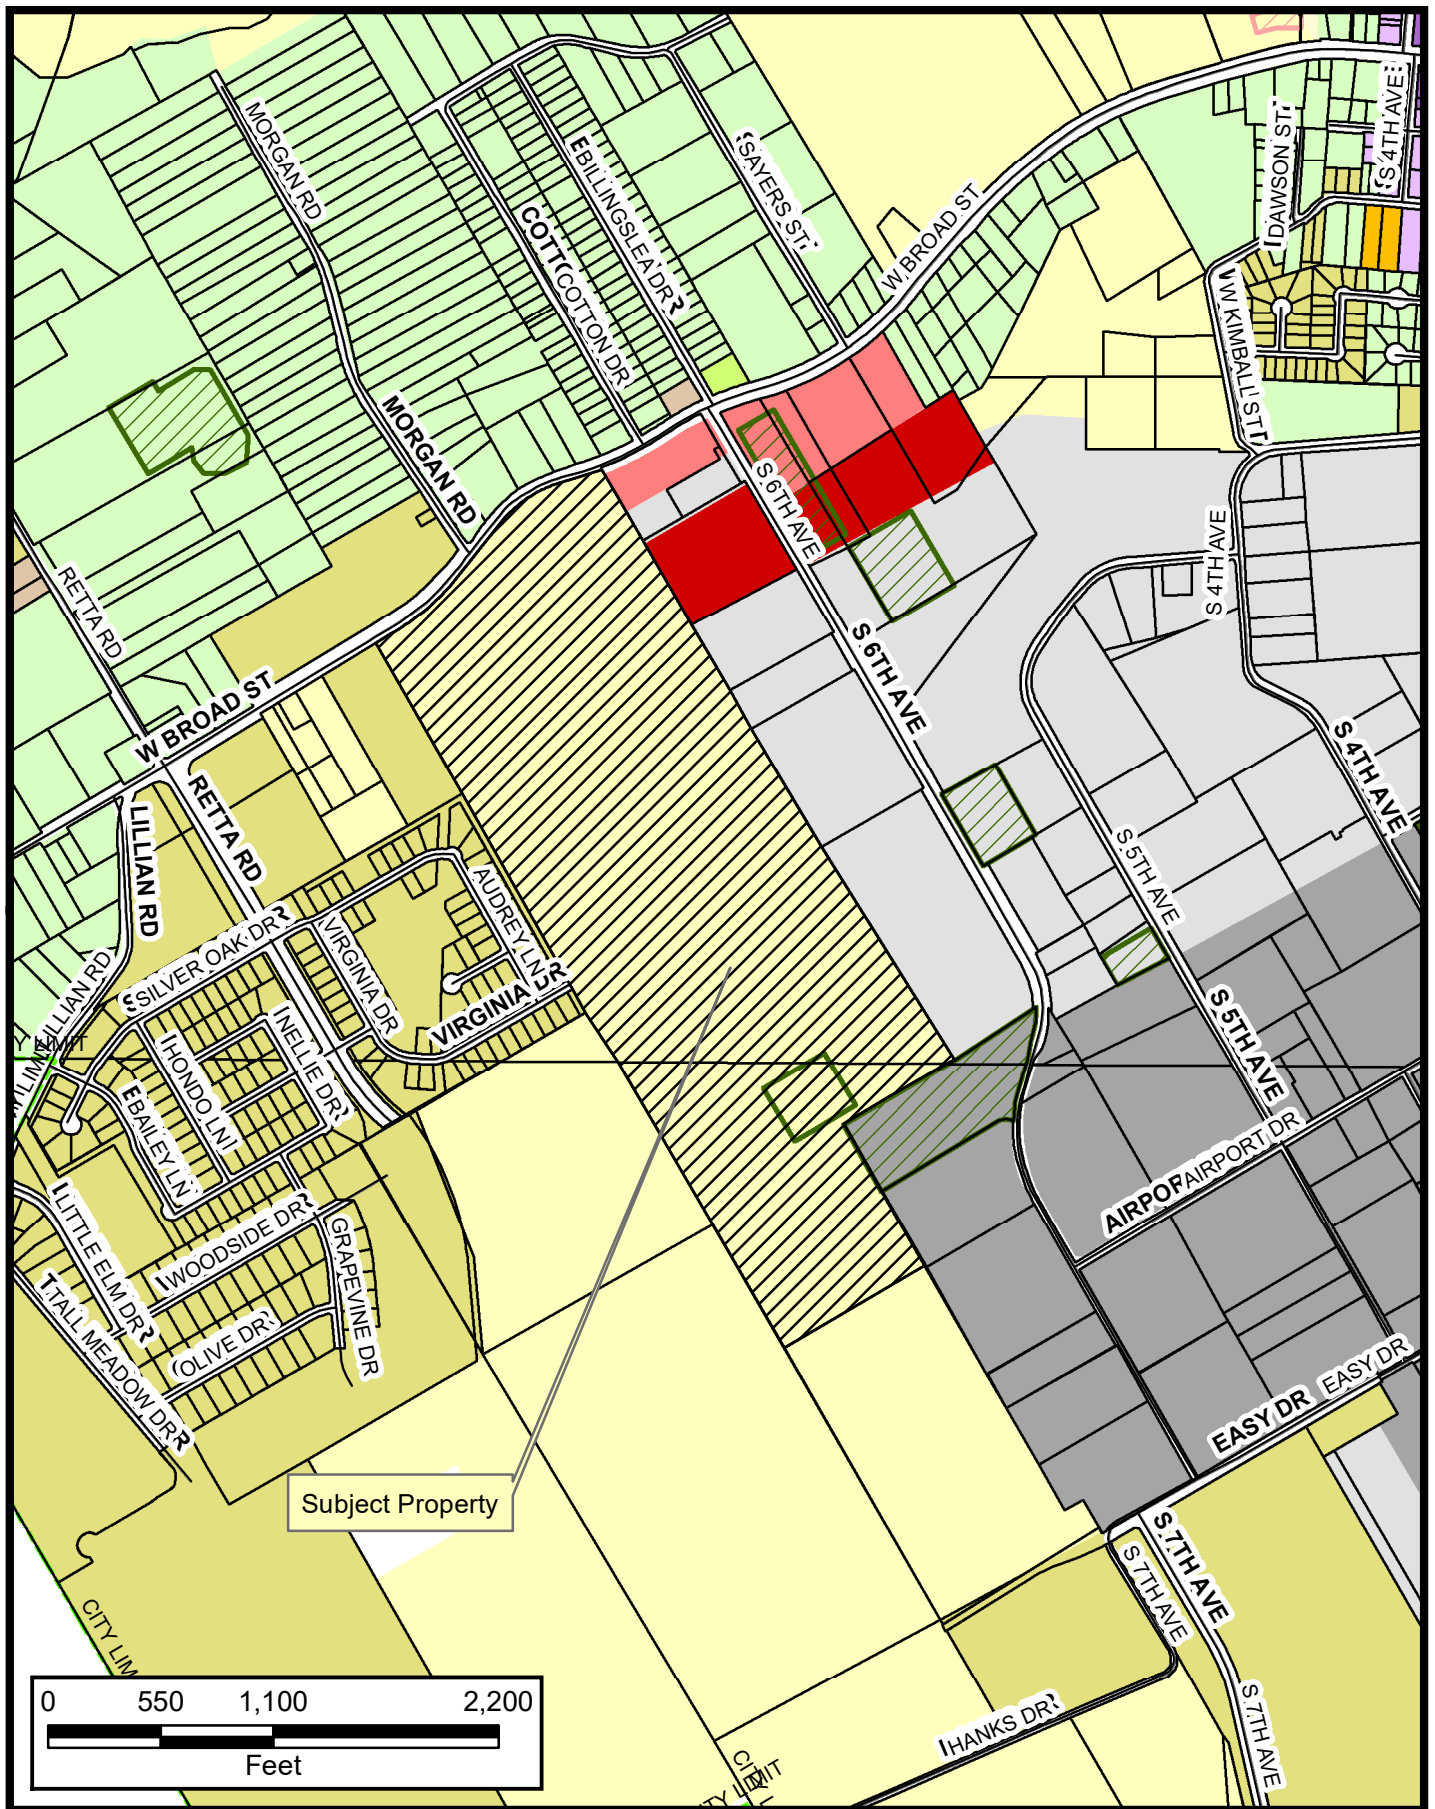 MORGAN RD
BILLINGSLEA DR
SAYERS ST
W BROAD ST
DAWSON ST
S 4TH AVE
COTTON DR
W KIMBALL ST
MORGAN RD
S 6TH AVE
S 4TH AVE
RETTA RD
S 6TH AVE
W BROAD ST
S 4TH AVE
LILLIAN RD
RETTA RD
S 5TH AVE
AUDREY LN
SILVER OAK DR
VIRGINIA DR
VIRGINIA DR
LILLIAN RD
NELLIE DR
S 5TH AVE
HONDO LN
BAILEY LN
AIRPORT DR
LITTLE ELM DR
WOODSIDE DR
GRAPEVINE DR
OLIVE DR
TALL MEADOW DR
EASY DR
EASY DR
Subject Property
S 7TH AVE
S 7TH AVE
CITY LIM
S 7TH AVE
HANKS DR
0 550 1,100 2,200
Feet